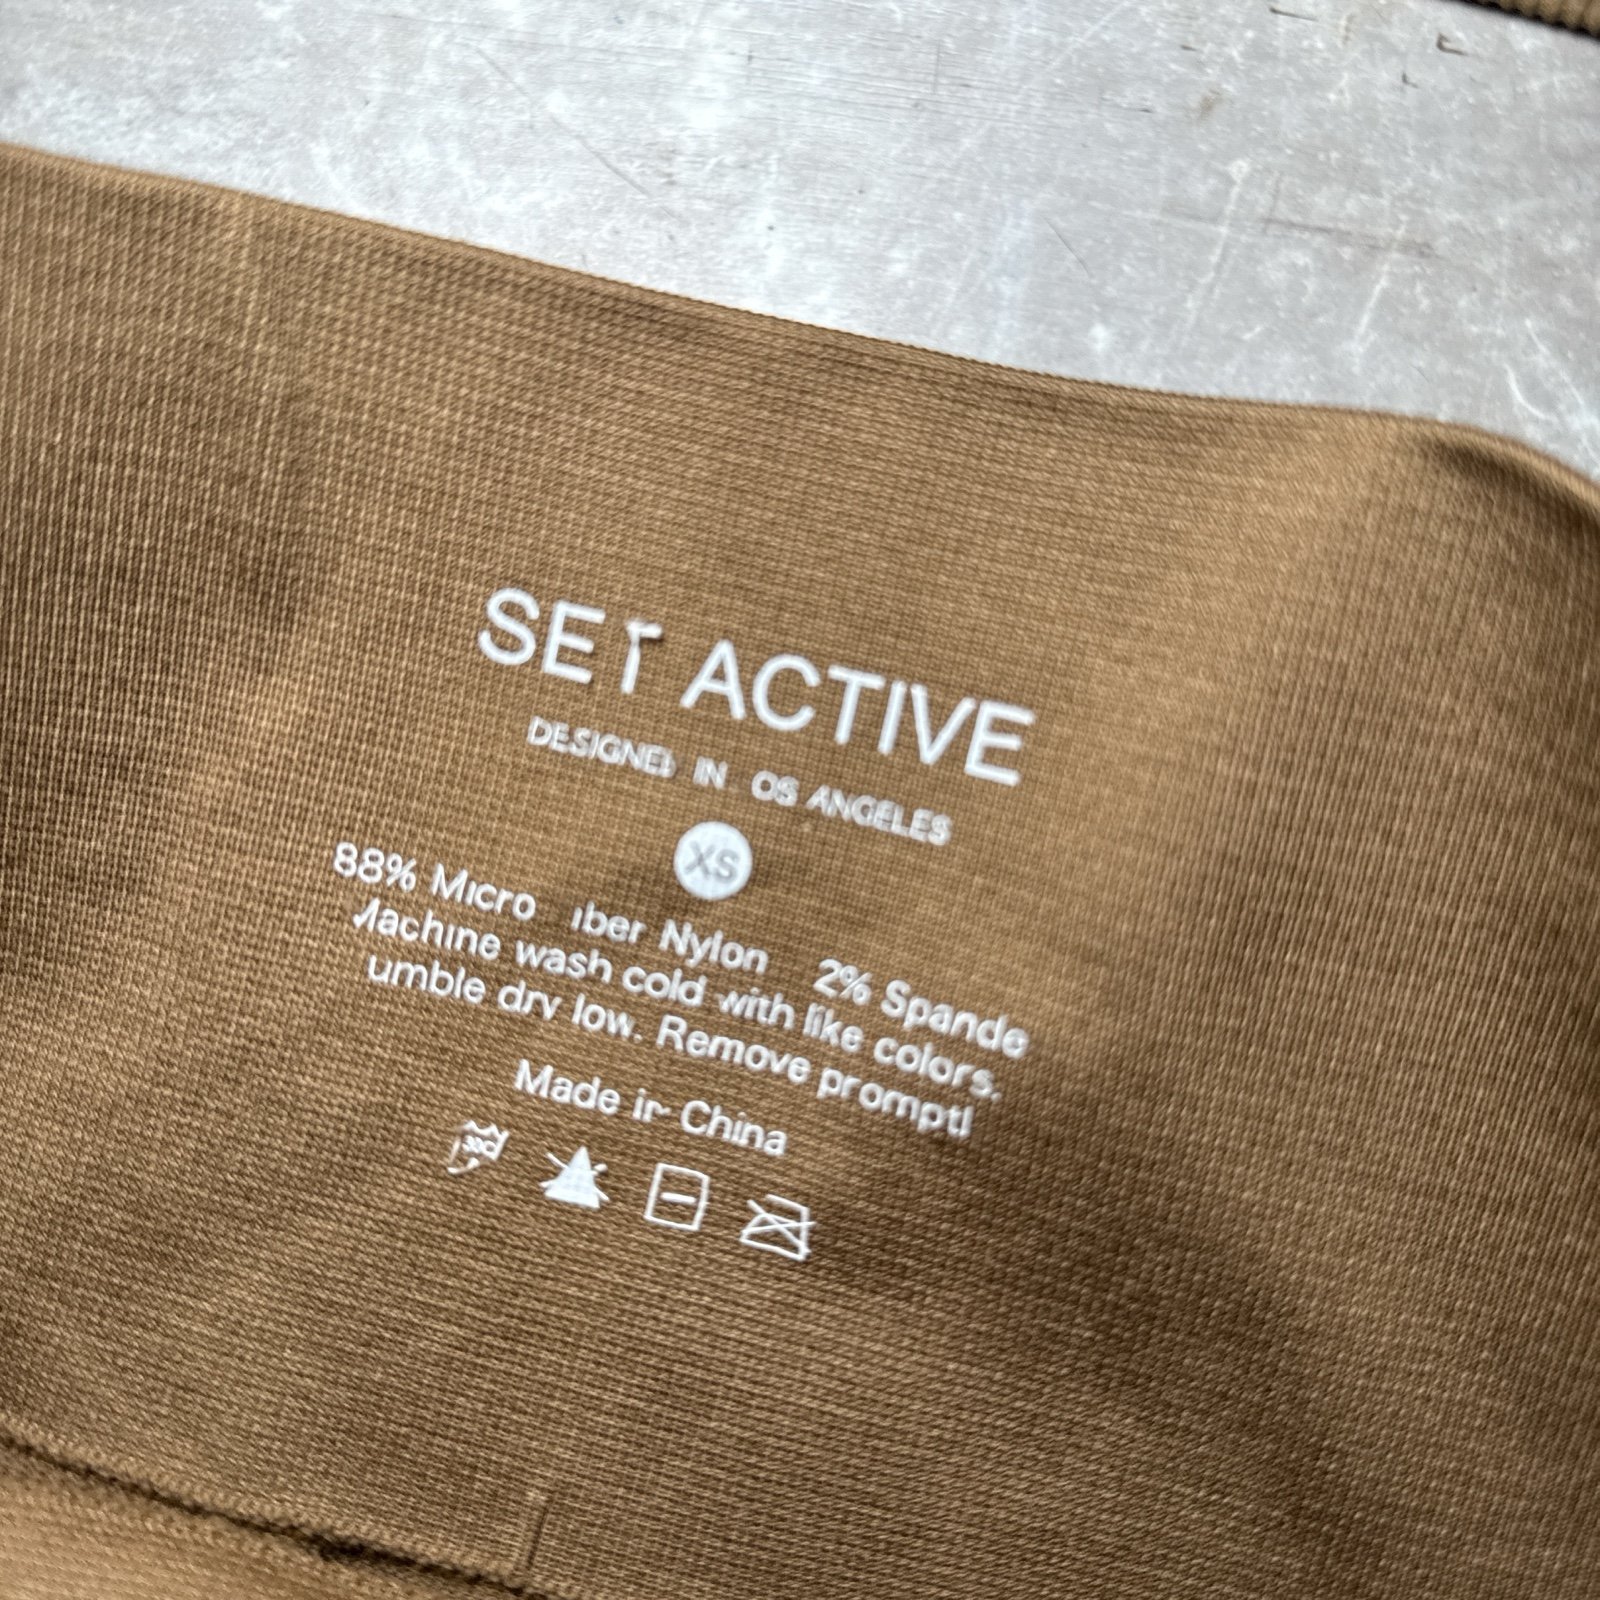 SET ACTIVE
DESIGNED IN OS ANGELES
XS
88% Micro iber Nylon 2% Spande
Machine wash cold with like colors.
umble dry low. Remove promptl
Made in China